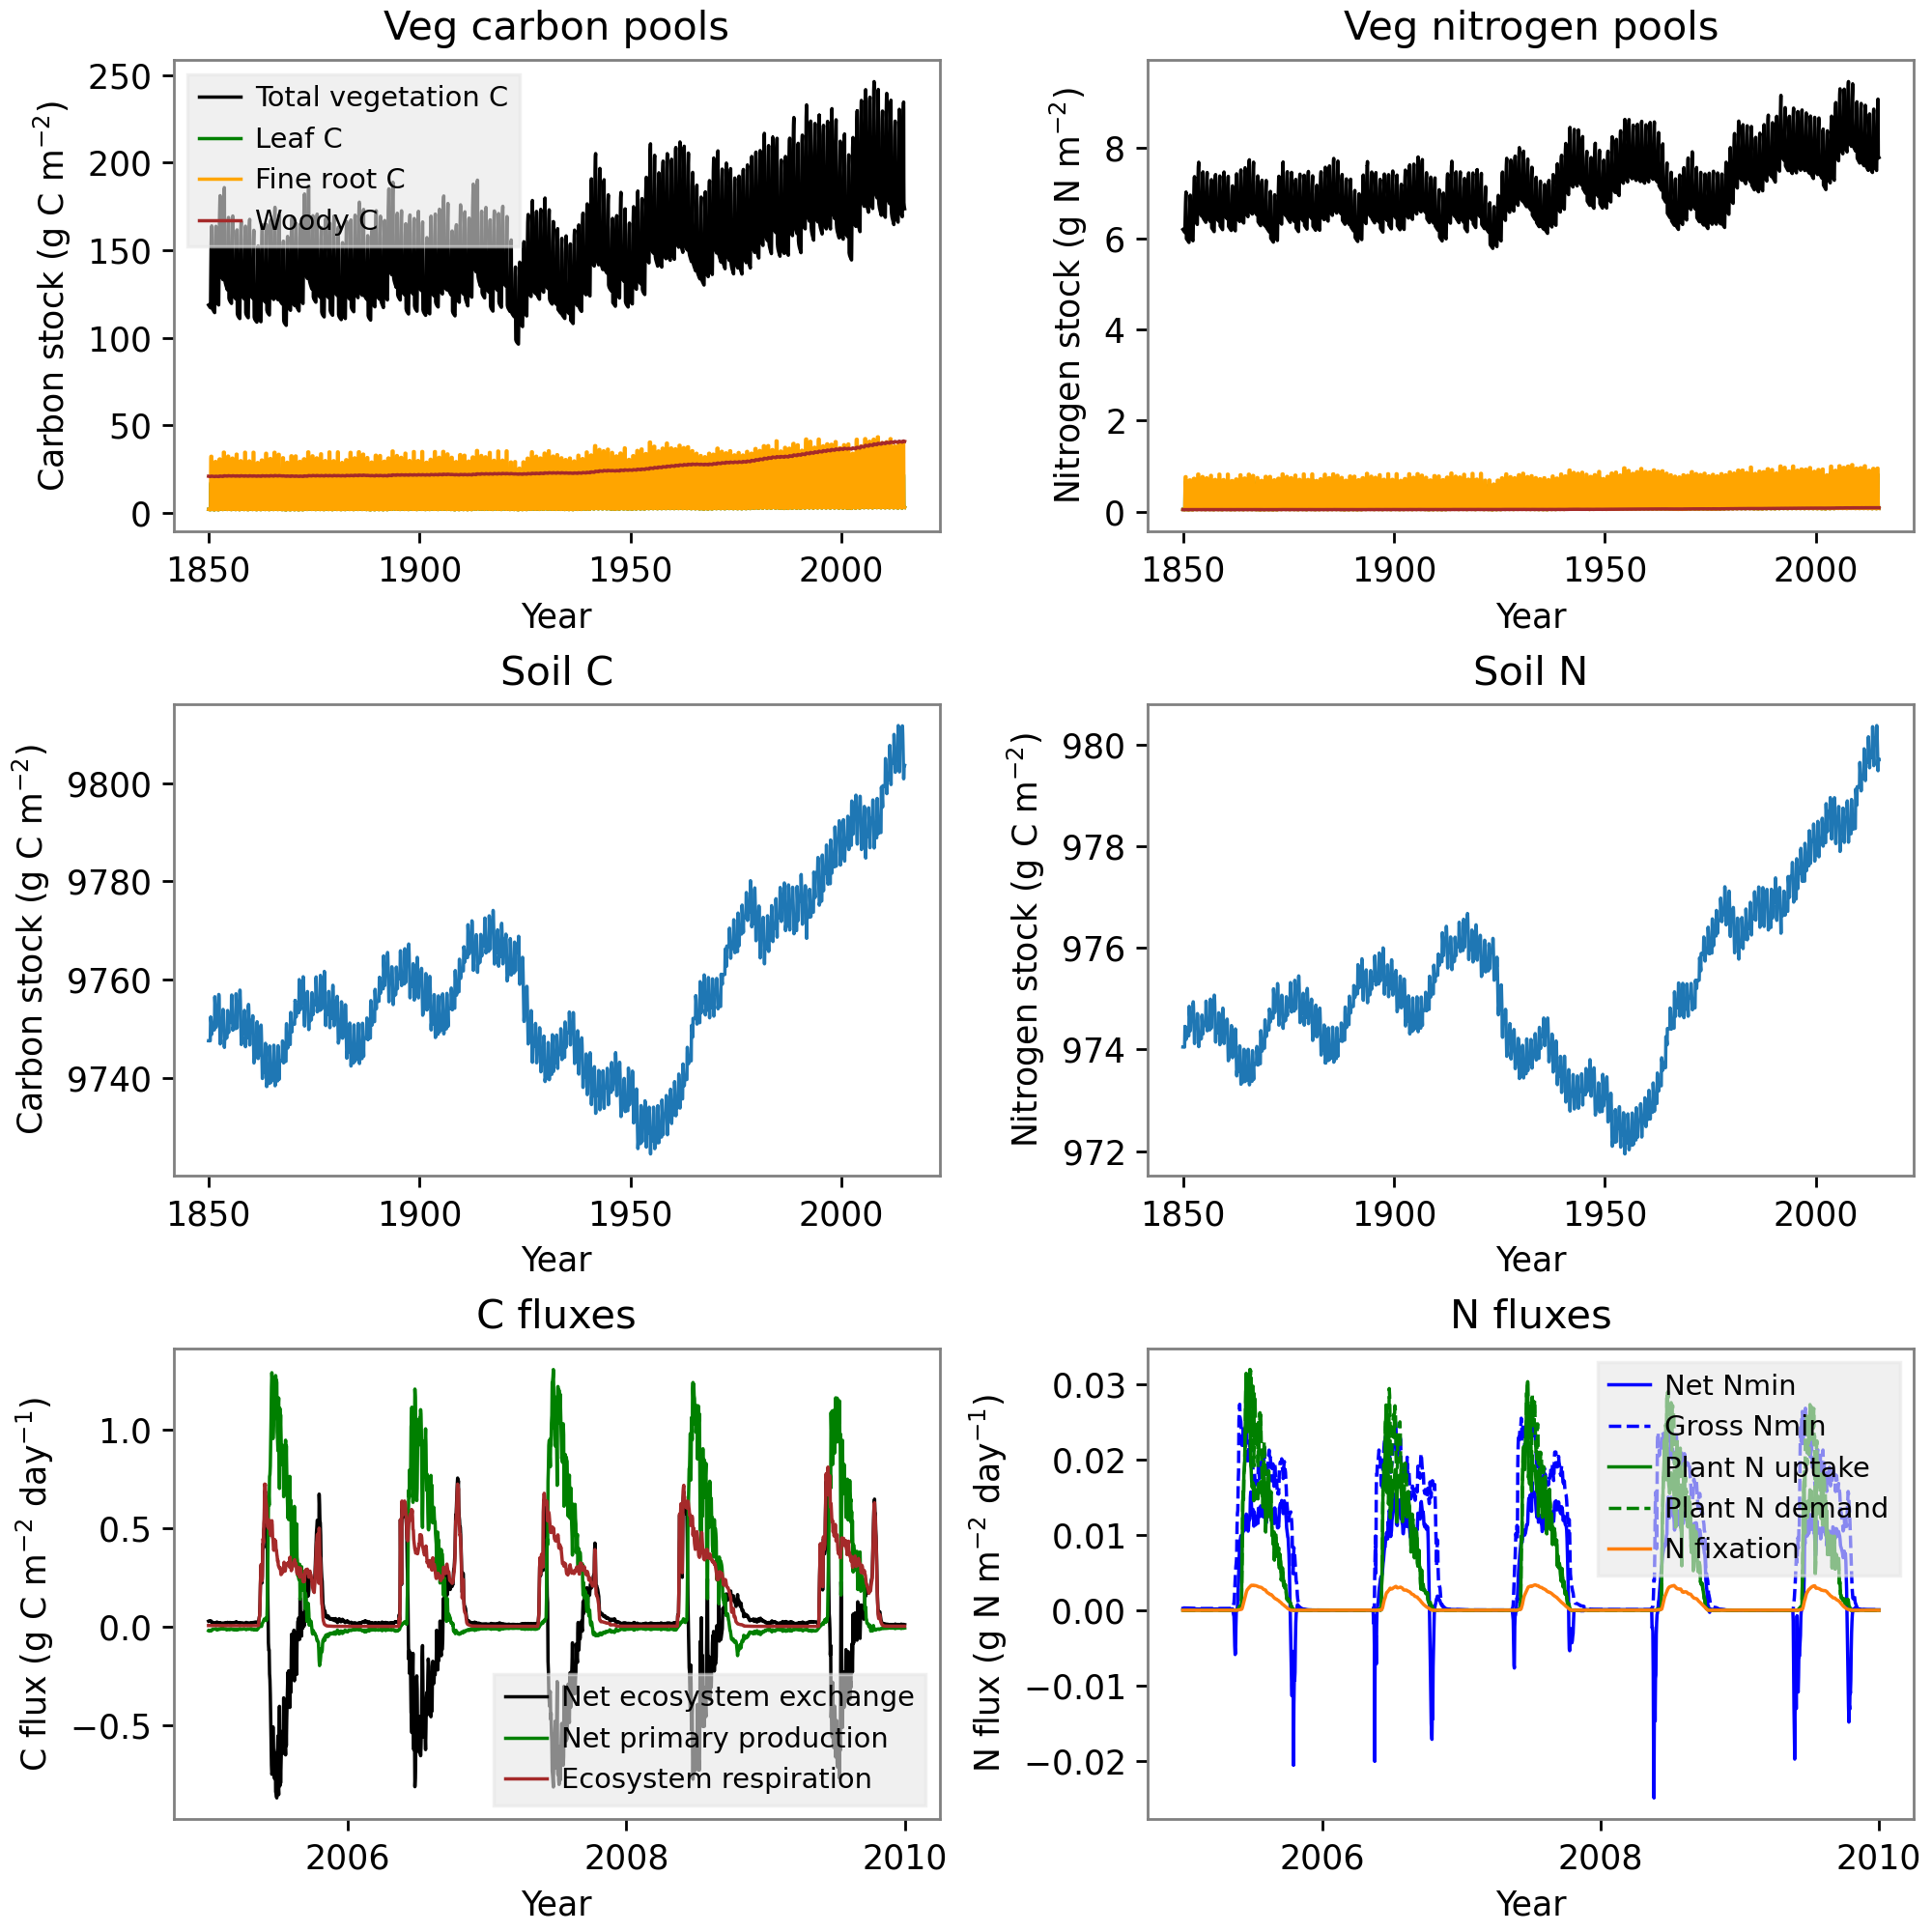 Veg carbon pools
Carbon stock (g C m⁻²)
250
200
150
100
50
0
Total vegetation C
Leaf C
Fine root C
Woody C
1850
1900
1950
2000
Year
Veg nitrogen pools
Nitrogen stock (g N m⁻²)
8
6
4
2
0
1850
1900
1950
2000
Year
Soil C
Carbon stock (g C m⁻²)
9800
9780
9760
9740
1850
1900
1950
2000
Year
Soil N
Nitrogen stock (g C m⁻²)
980
978
976
974
972
1850
1900
1950
2000
Year
C fluxes
C flux (g C m⁻² day⁻¹)
1.0
0.5
0.0
−0.5
Net ecosystem exchange
Net primary production
Ecosystem respiration
2006
2008
2010
Year
N fluxes
N flux (g N m⁻² day⁻¹)
0.03
0.02
0.01
0.00
−0.01
−0.02
Net Nmin
Gross Nmin
Plant N uptake
Plant N demand
N fixation
2006
2008
2010
Year